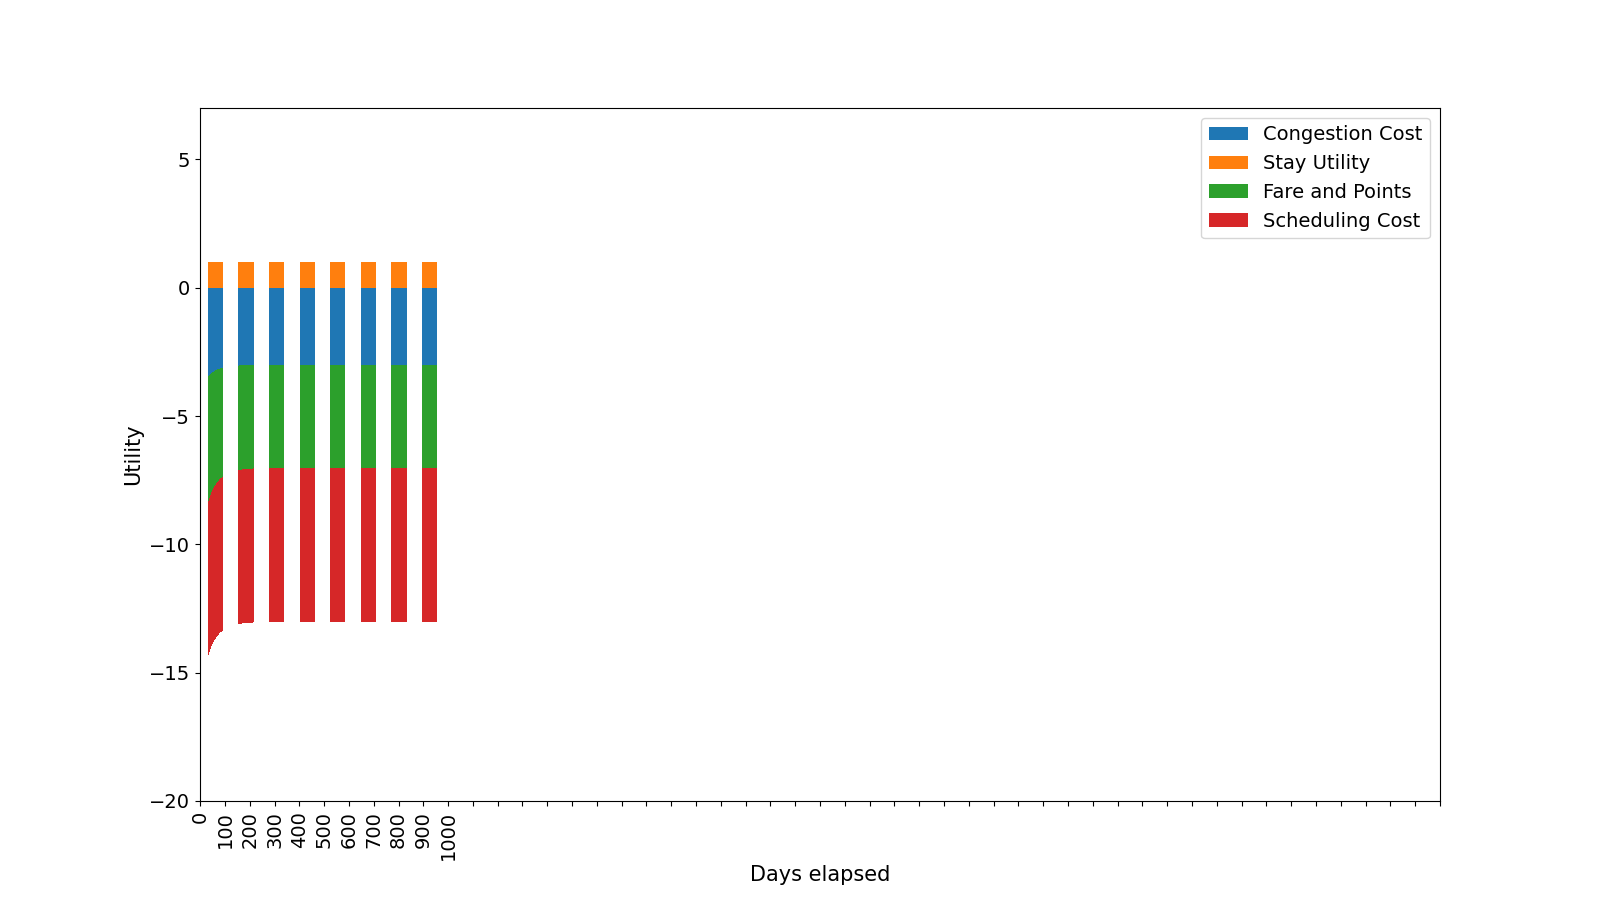 Congestion Cost
Stay Utility
Fare and Points
Scheduling Cost
5
0
−5
−10
−15
−20
Utility
0
100
200
300
400
500
600
700
800
900
1000
Days elapsed